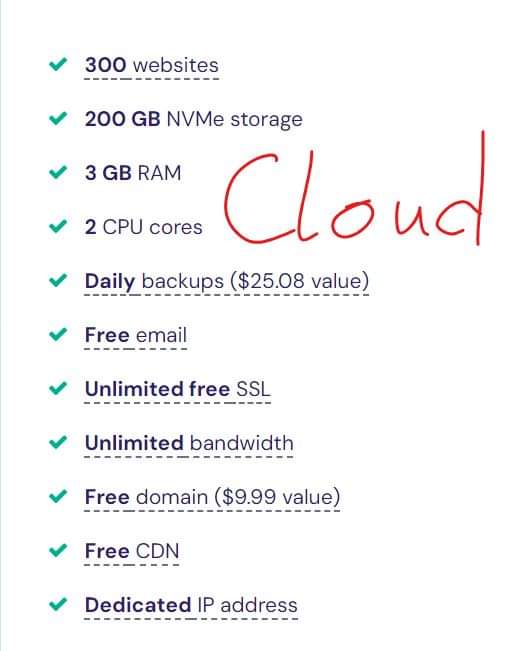 300 websites
200 GB NVMe storage
3 GB RAM
2 CPU cores
Cloud
Daily backups ($25.08 value)
Free email
Unlimited free SSL
Unlimited bandwidth
Free domain ($9.99 value)
Free CDN
Dedicated IP address